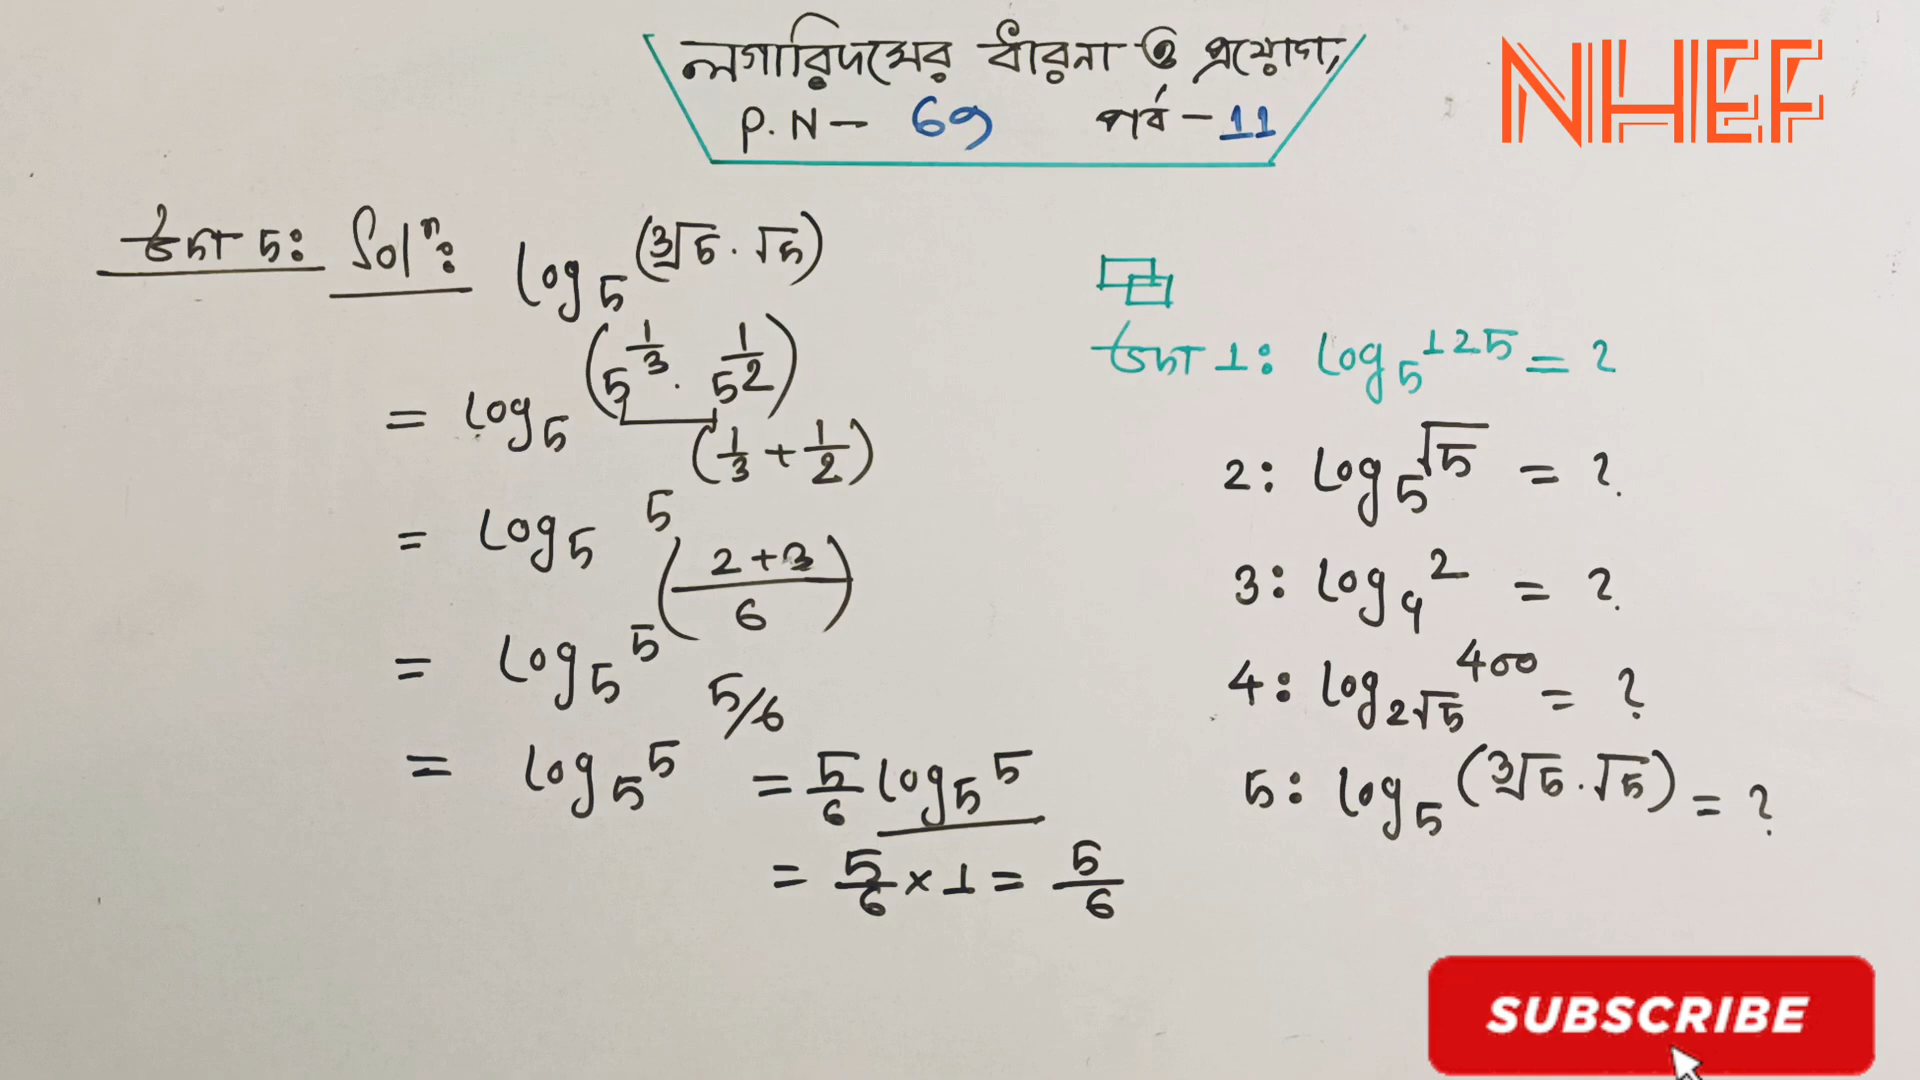 লগারিদমের ধারনা ও প্রয়োগ,
P.N — 69 পর্ব — 11
NHEF
উদা 5: Solⁿ: log₅(∛5 · √5)
= log₅(5^(1/3) · 5^(1/2))
= log₅ 5^(1/3 + 1/2)
= log₅ 5^((2+3)/6)
= log₅ 5^(5/6) = 5/6 log₅ 5
= 5/6 × 1 = 5/6
উদা 1: log₅ 125 = ?
2: log₅ √5 = ?
3: log₄ 2 = ?
4: log_(2√5) 400 = ?
5: log₅ (∛5 · √5) = ?
SUBSCRIBE